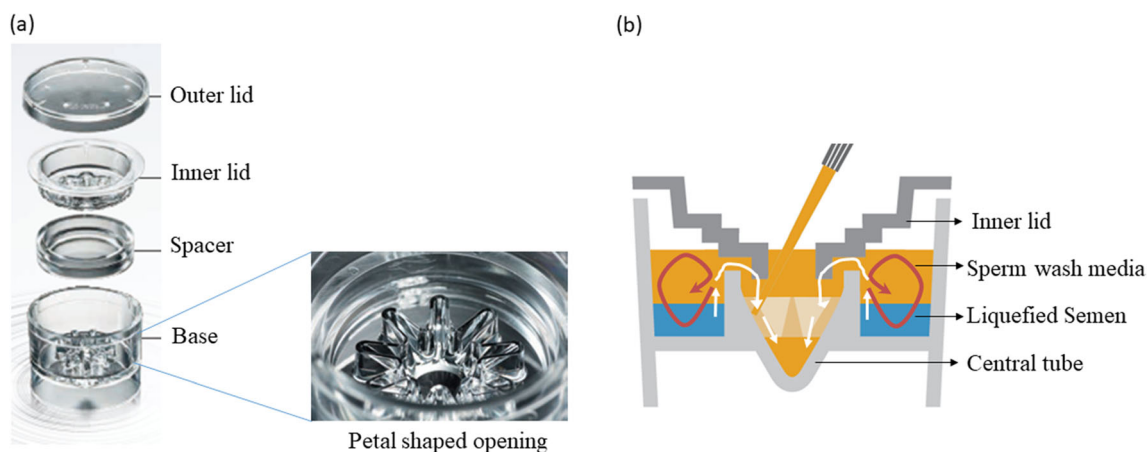 (a)
Outer lid
Inner lid
Spacer
Base
Petal shaped opening
(b)
Inner lid
Sperm wash media
Liquefied Semen
Central tube